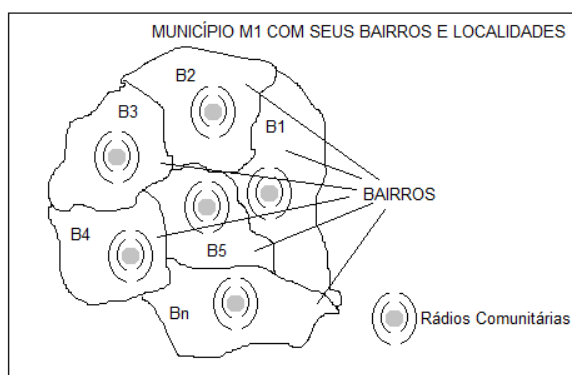 MUNICÍPIO M1 COM SEUS BAIRROS E LOCALIDADES
B2
B3
B1
BAIRROS
B4
B5
Bn
Rádios Comunitárias